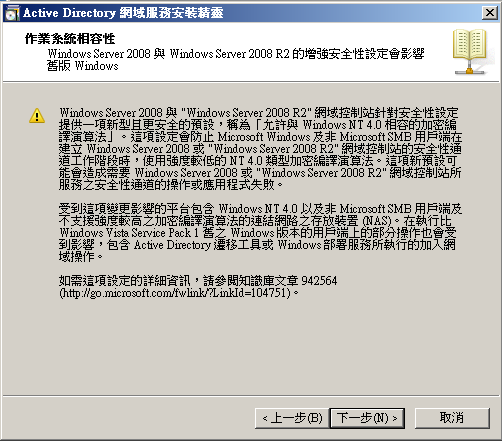 Active Directory 網域服務安裝精靈
作業系統相容性
Windows Server 2008 與 Windows Server 2008 R2 的增強安全性設定會影響
舊版 Windows
Windows Server 2008 與 "Windows Server 2008 R2" 網域控制站針對安全性設定
提供一項新型且更安全的預設，稱為「允許與 Windows NT 4.0 相容的加密編
譯演算法」。這項設定會防止 Microsoft Windows 及非 Microsoft SMB 用戶端在
建立 Windows Server 2008 或 "Windows Server 2008 R2" 網域控制站的安全性通
道工作階段時，使用強度較低的 NT 4.0 類型加密編譯演算法。這項新預設可
能會造成需要 Windows Server 2008 或 "Windows Server 2008 R2" 網域控制站所
服務之安全性通道的操作或應用程式失敗。
受到這項變更影響的平台包含 Windows NT 4.0 以及非 Microsoft SMB 用戶端及
不支援強度較高之加密編譯演算法的連結網路之存放裝置 (NAS)。在執行比
Windows Vista Service Pack 1 舊之 Windows 版本的用戶端上的部分操作也會受
到影響，包含 Active Directory 遷移工具或 Windows 部署服務所執行的加入網
域操作。
如需這項設定的詳細資訊，請參閱知識庫文章 942564
(http://go.microsoft.com/fwlink/?LinkId=104751)。
< 上一步(B) 下一步(N) > 取消